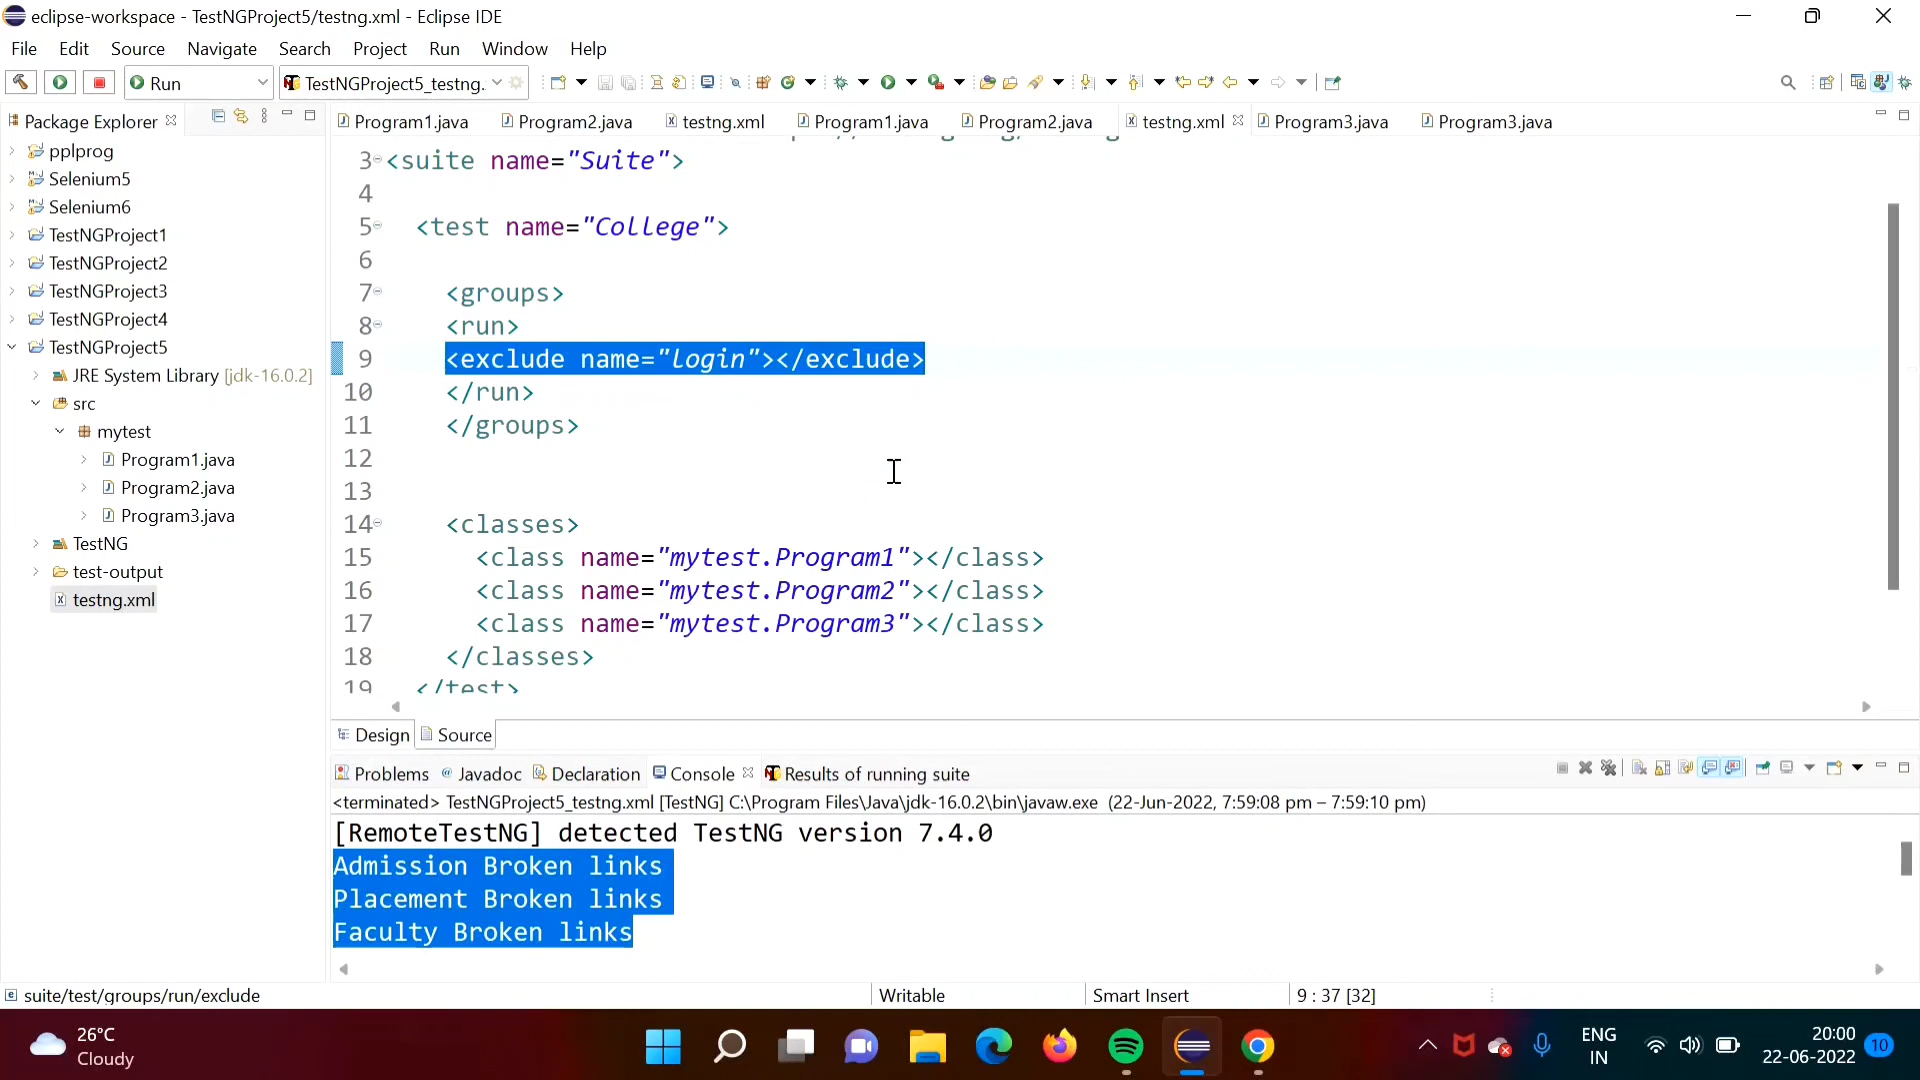 eclipse-workspace - TestNGProject5/testng.xml - Eclipse IDE
File Edit Source Navigate Search Project Run Window Help
Run TestNGProject5_testng.
Package Explorer
Program1.java Program2.java testng.xml Program1.java Program2.java testng.xml Program3.java Program3.java
pplprog
Selenium5
Selenium6
TestNGProject1
TestNGProject2
TestNGProject3
TestNGProject4
TestNGProject5
JRE System Library [jdk-16.0.2]
src
mytest
Program1.java
Program2.java
Program3.java
TestNG
test-output
testng.xml
3 <suite name="Suite">
4
5 <test name="College">
6
7 <groups>
8 <run>
9 <exclude name="login"></exclude>
10 </run>
11 </groups>
12
13
14 <classes>
15 <class name="mytest.Program1"></class>
16 <class name="mytest.Program2"></class>
17 <class name="mytest.Program3"></class>
18 </classes>
19 </test>
Design Source
Problems Javadoc Declaration Console Results of running suite
<terminated> TestNGProject5_testng.xml [TestNG] C:\Program Files\Java\jdk-16.0.2\bin\javaw.exe (22-Jun-2022, 7:59:08 pm – 7:59:10 pm)
[RemoteTestNG] detected TestNG version 7.4.0
Admission Broken links
Placement Broken links
Faculty Broken links
suite/test/groups/run/exclude Writable Smart Insert 9 : 37 [32]
26°C
Cloudy
ENG
IN
20:00
22-06-2022
10